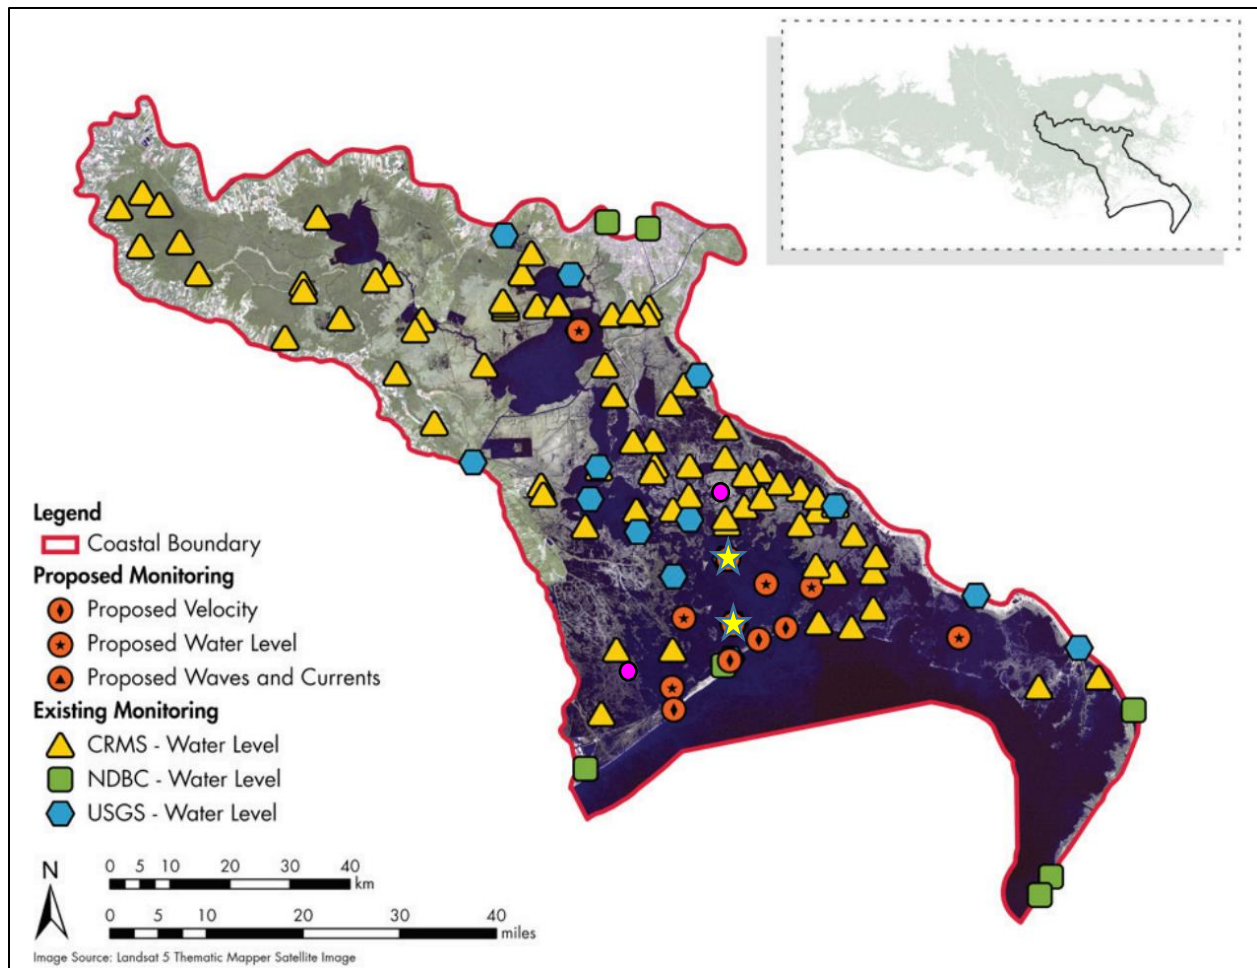 Legend
Coastal Boundary
Proposed Monitoring
Proposed Velocity
Proposed Water Level
Proposed Waves and Currents
Existing Monitoring
CRMS - Water Level
NDBC - Water Level
USGS - Water Level
N
0 5 10 20 30 40
km
0 5 10 20 30 40
miles
Image Source: Landsat 5 Thematic Mapper Satellite Image